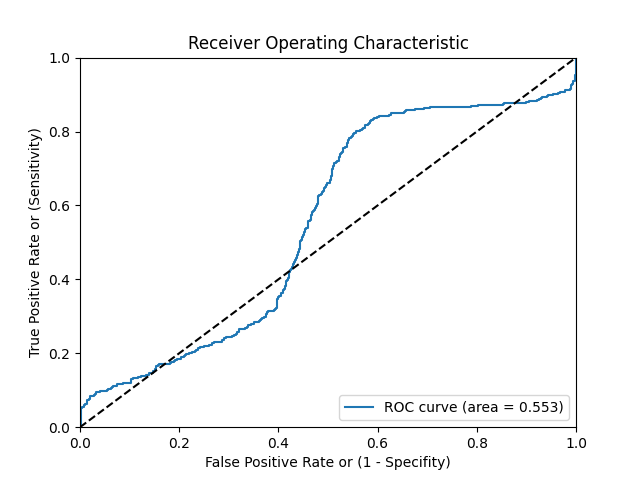 Receiver Operating Characteristic
1.0
0.8
0.6
0.4
0.2
0.0
True Positive Rate or (Sensitivity)
ROC curve (area = 0.553)
0.0 0.2 0.4 0.6 0.8 1.0
False Positive Rate or (1 - Specifity)